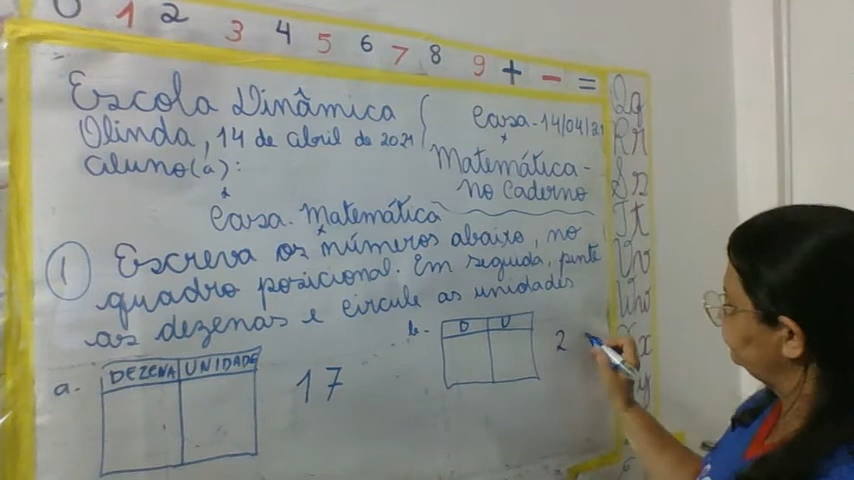 0 1 2 3 4 5 6 7 8 9 + - =
Escola Dinâmica
Olinda, 14 de abril de 2021
Aluno(a):
Casa - 14/04/21
Matemática -
no caderno
Casa. Matemática
1 Escreva os números abaixo, no
quadro posicional. Em seguida, pinte
as dezenas e circule as unidades
a. DEZENA UNIDADE 17
b. D U 2
Qq
Rr
Ss
Tt
Uu
Vv